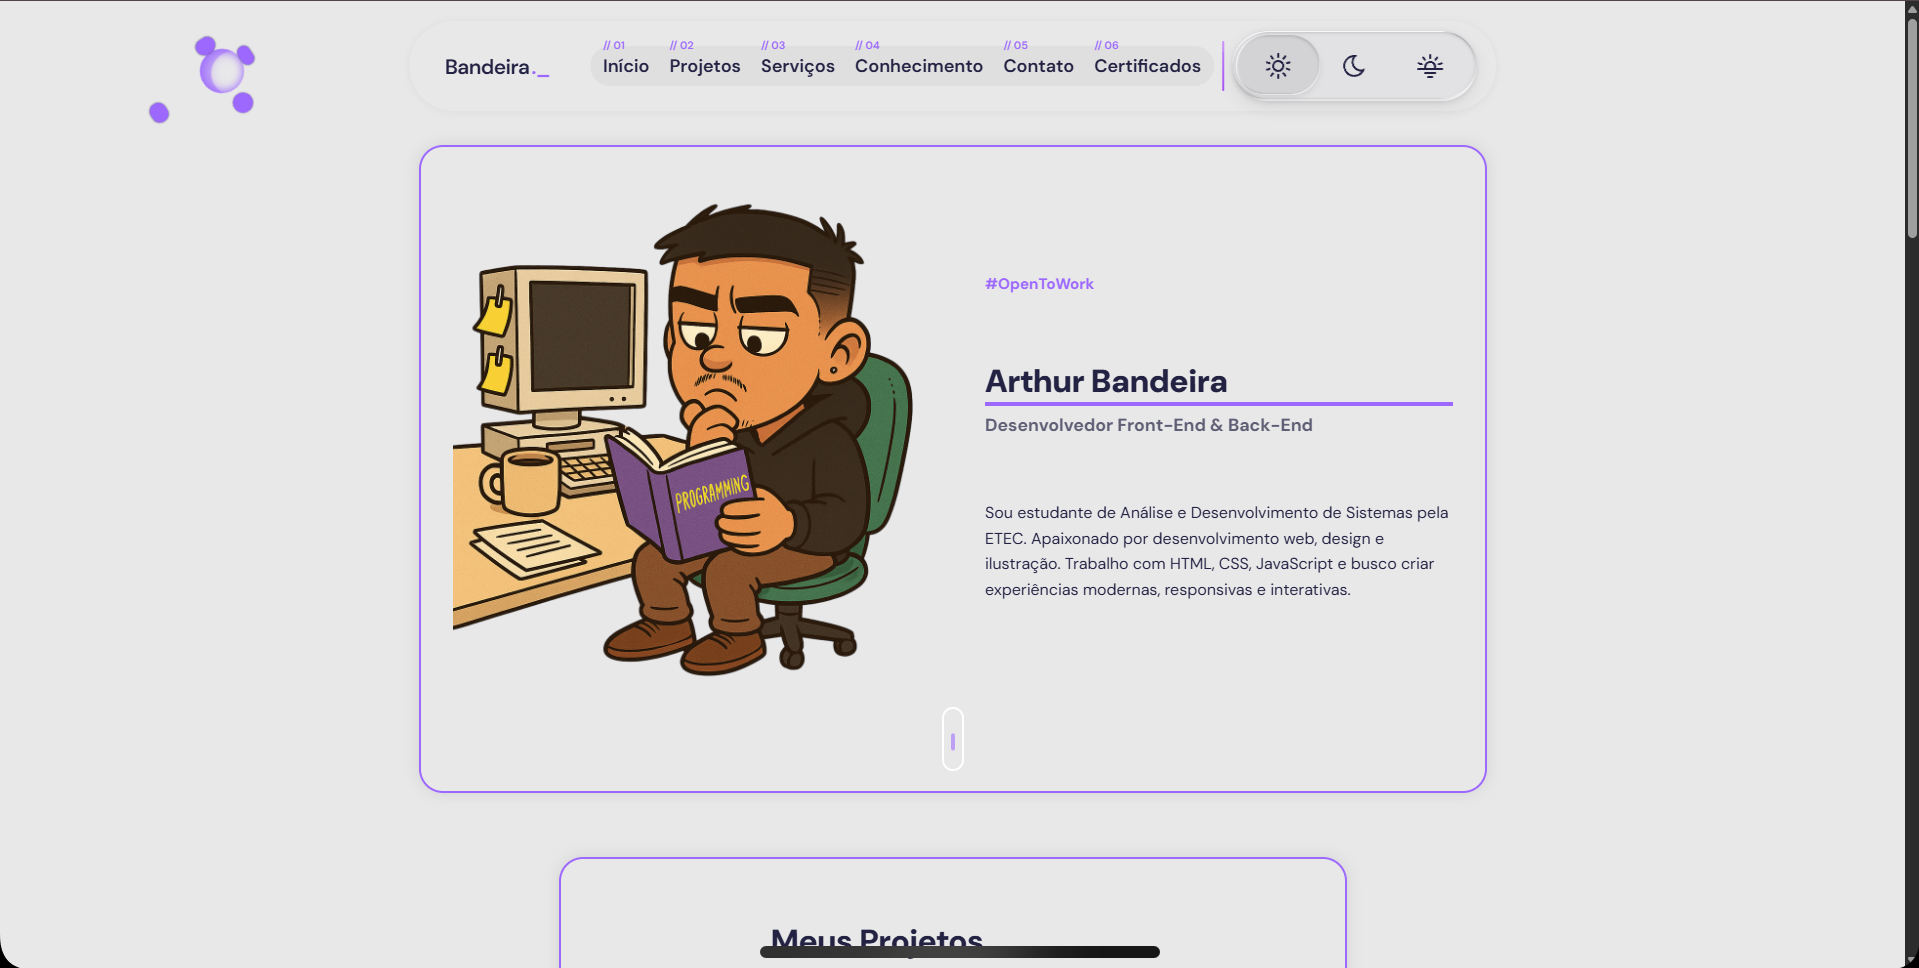 Bandeira._
// 01
Início
// 02
Projetos
// 03
Serviços
// 04
Conhecimento
// 05
Contato
// 06
Certificados
PROGRAMMING
#OpenToWork
Arthur Bandeira
Desenvolvedor Front-End & Back-End
Sou estudante de Análise e Desenvolvimento de Sistemas pela
ETEC. Apaixonado por desenvolvimento web, design e
ilustração. Trabalho com HTML, CSS, JavaScript e busco criar
experiências modernas, responsivas e interativas.
Meus Projetos